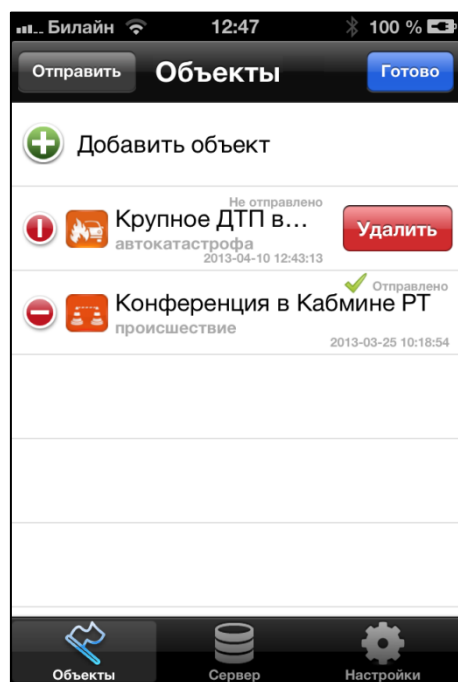 Билайн 12:47 100 %
Отправить Объекты Готово
Добавить объект
Не отправлено
Крупное ДТП в... Удалить
автокатастрофа
2013-04-10 12:43:13
Отправлено
Конференция в Кабмине РТ
происшествие
2013-03-25 10:18:54
Объекты Сервер Настройки